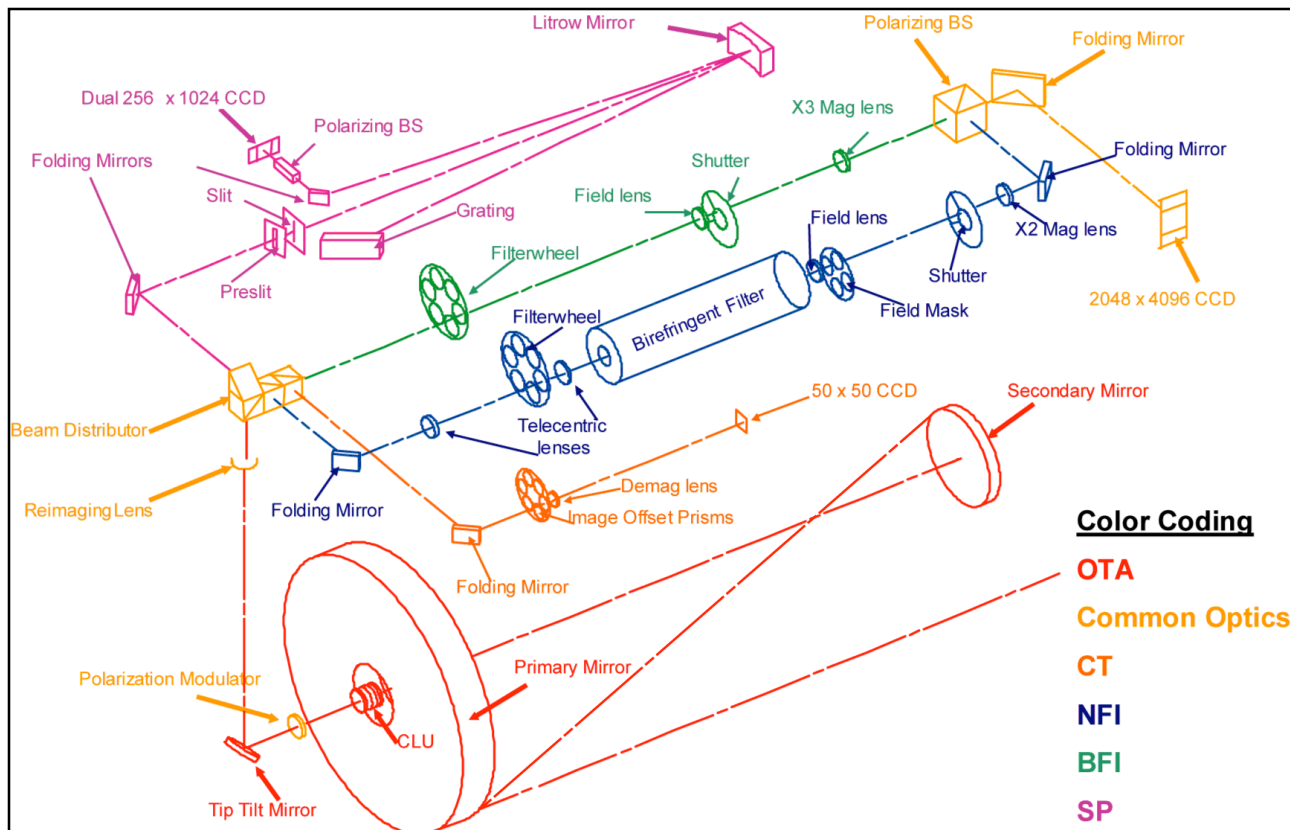 Litrow Mirror
Polarizing BS
Folding Mirror
Dual 256 x 1024 CCD
Polarizing BS
X3 Mag lens
Folding Mirrors
Shutter
Folding Mirror
Slit
Field lens
Grating
Field lens
X2 Mag lens
Filterwheel
Shutter
Preslit
2048 x 4096 CCD
Field Mask
Filterwheel
Birefringent Filter
50 x 50 CCD
Secondary Mirror
Beam Distributor
Telecentric
lenses
Reimaging Lens
Folding Mirror
Demag lens
Image Offset Prisms
Color Coding
Folding Mirror
OTA
Common Optics
Polarization Modulator
Primary Mirror
CT
NFI
CLU
BFI
Tip Tilt Mirror
SP